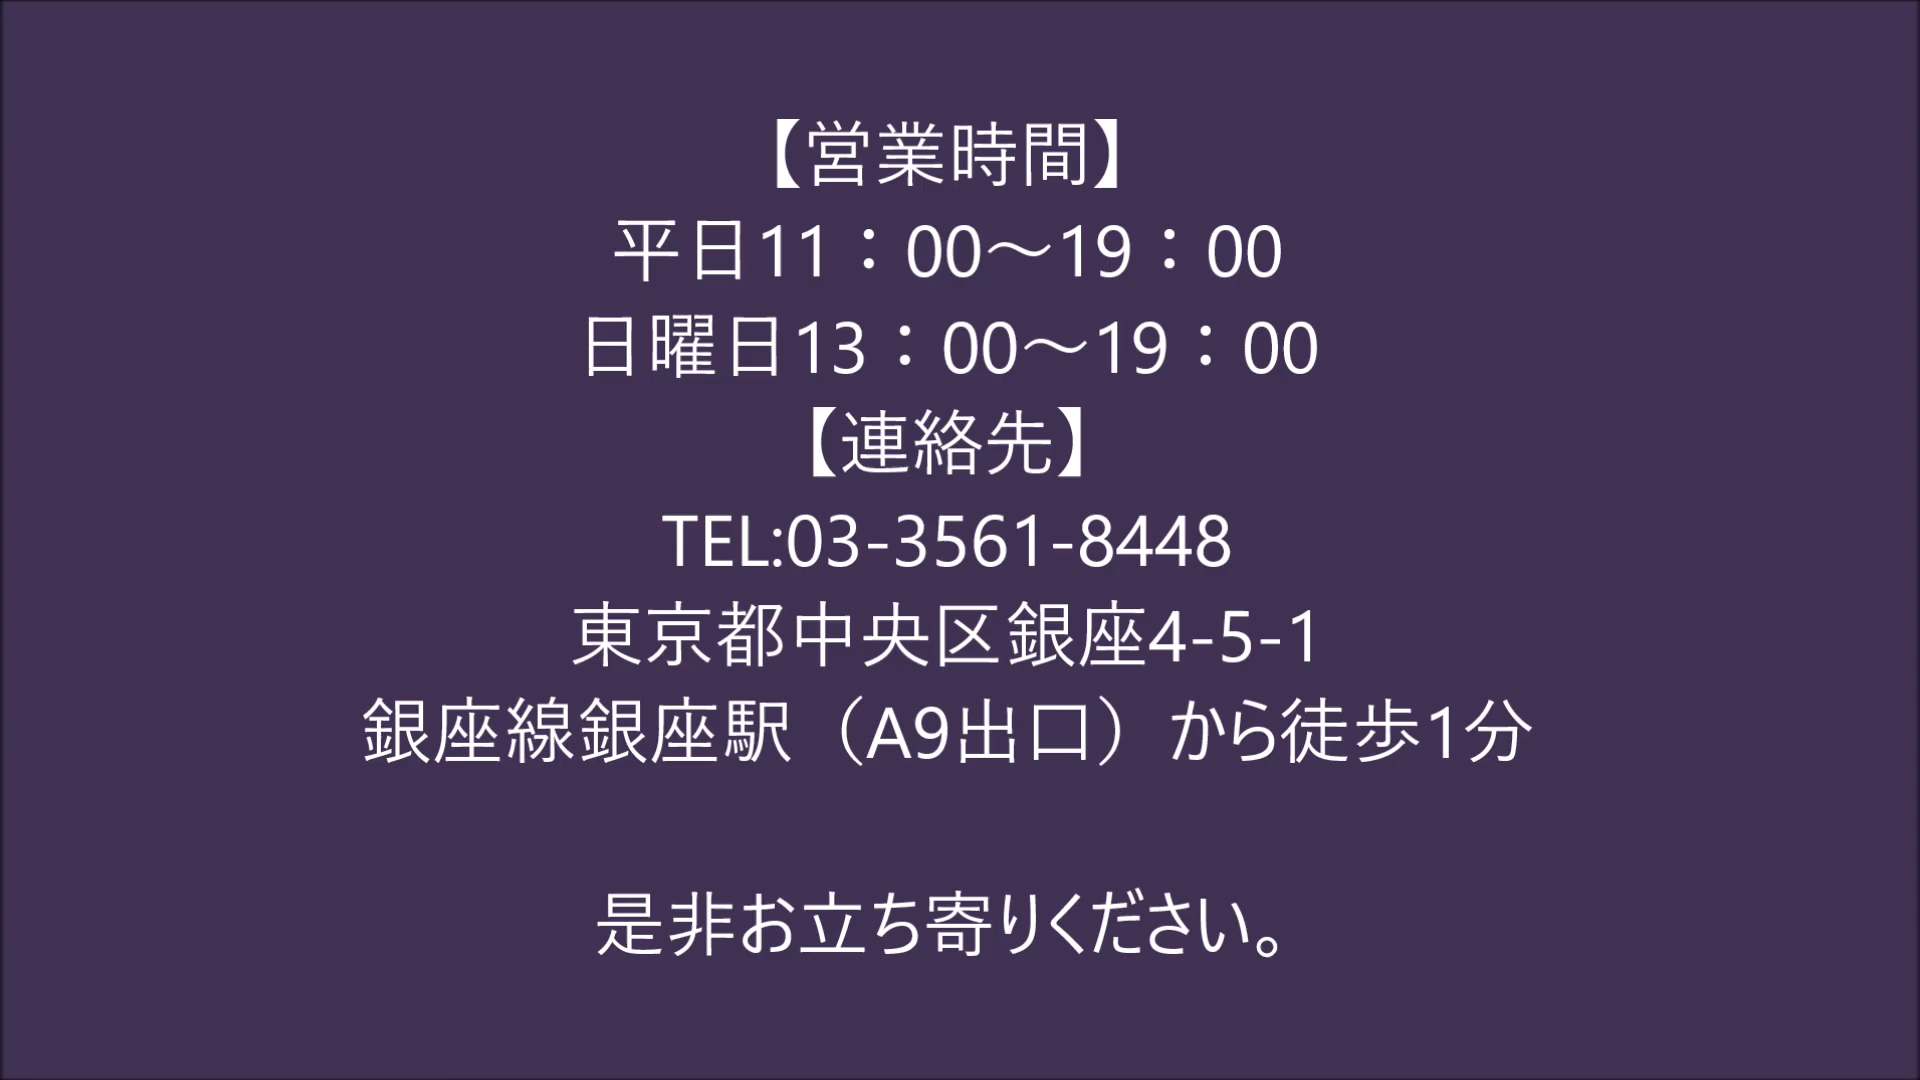 【営業時間】
平日11：00～19：00
日曜日13：00～19：00
【連絡先】
TEL:03-3561-8448
東京都中央区銀座4-5-1
銀座線銀座駅（A9出口）から徒歩1分
是非お立ち寄りください。